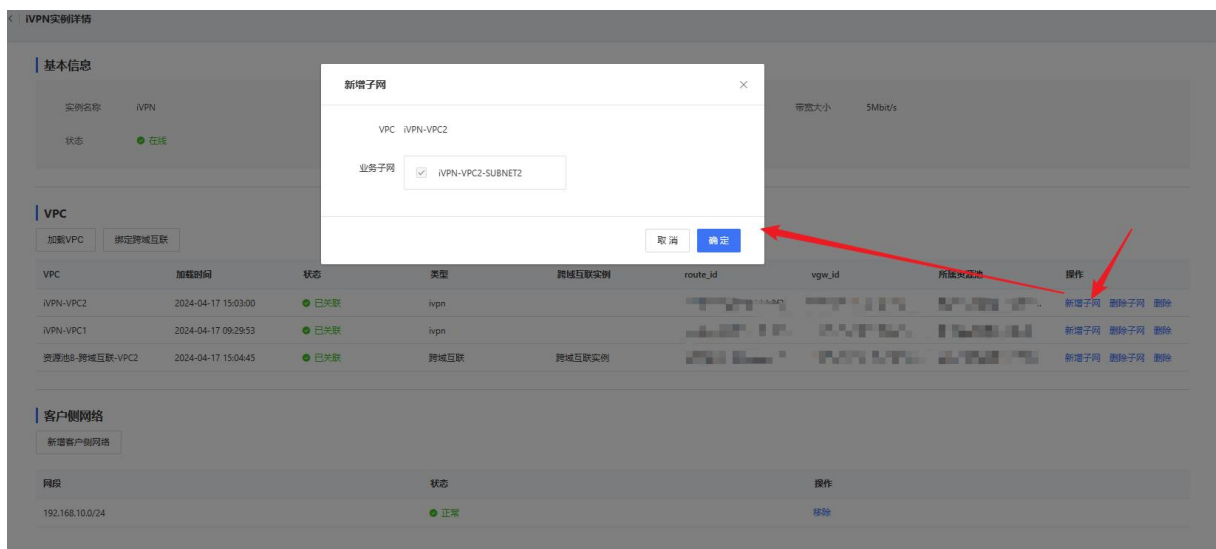 iVPN实例详情
基本信息
实例名称 iVPN 带宽大小 5Mbit/s
状态 在线
新增子网
VPC iVPN-VPC2
业务子网 iVPN-VPC2-SUBNET2
取消 确定
VPC
加载VPC 绑定跨域互联
VPC 加载时间 状态 类型 跨域互联实例 route_id vgw_id 所属资源池 操作
iVPN-VPC2 2024-04-17 15:03:00 已关联 ivpn 新增子网 删除子网 删除
iVPN-VPC1 2024-04-17 09:29:53 已关联 ivpn 新增子网 删除子网 删除
资源池B-跨域互联-VPC2 2024-04-17 15:04:45 已关联 跨域互联 跨域互联实例 新增子网 删除子网 删除
客户侧网络
新增客户侧网络
网段 状态 操作
192.168.10.0/24 正常 移除